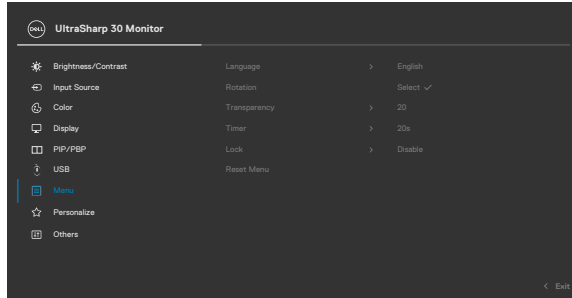 DELL UltraSharp 30 Monitor
Brightness/Contrast Language > English
Input Source Rotation Select ✓
Color Transparency > 20
Display Timer > 20s
PIP/PBP Lock > Disable
USB Reset Menu
Menu
Personalize
Others
< Exit